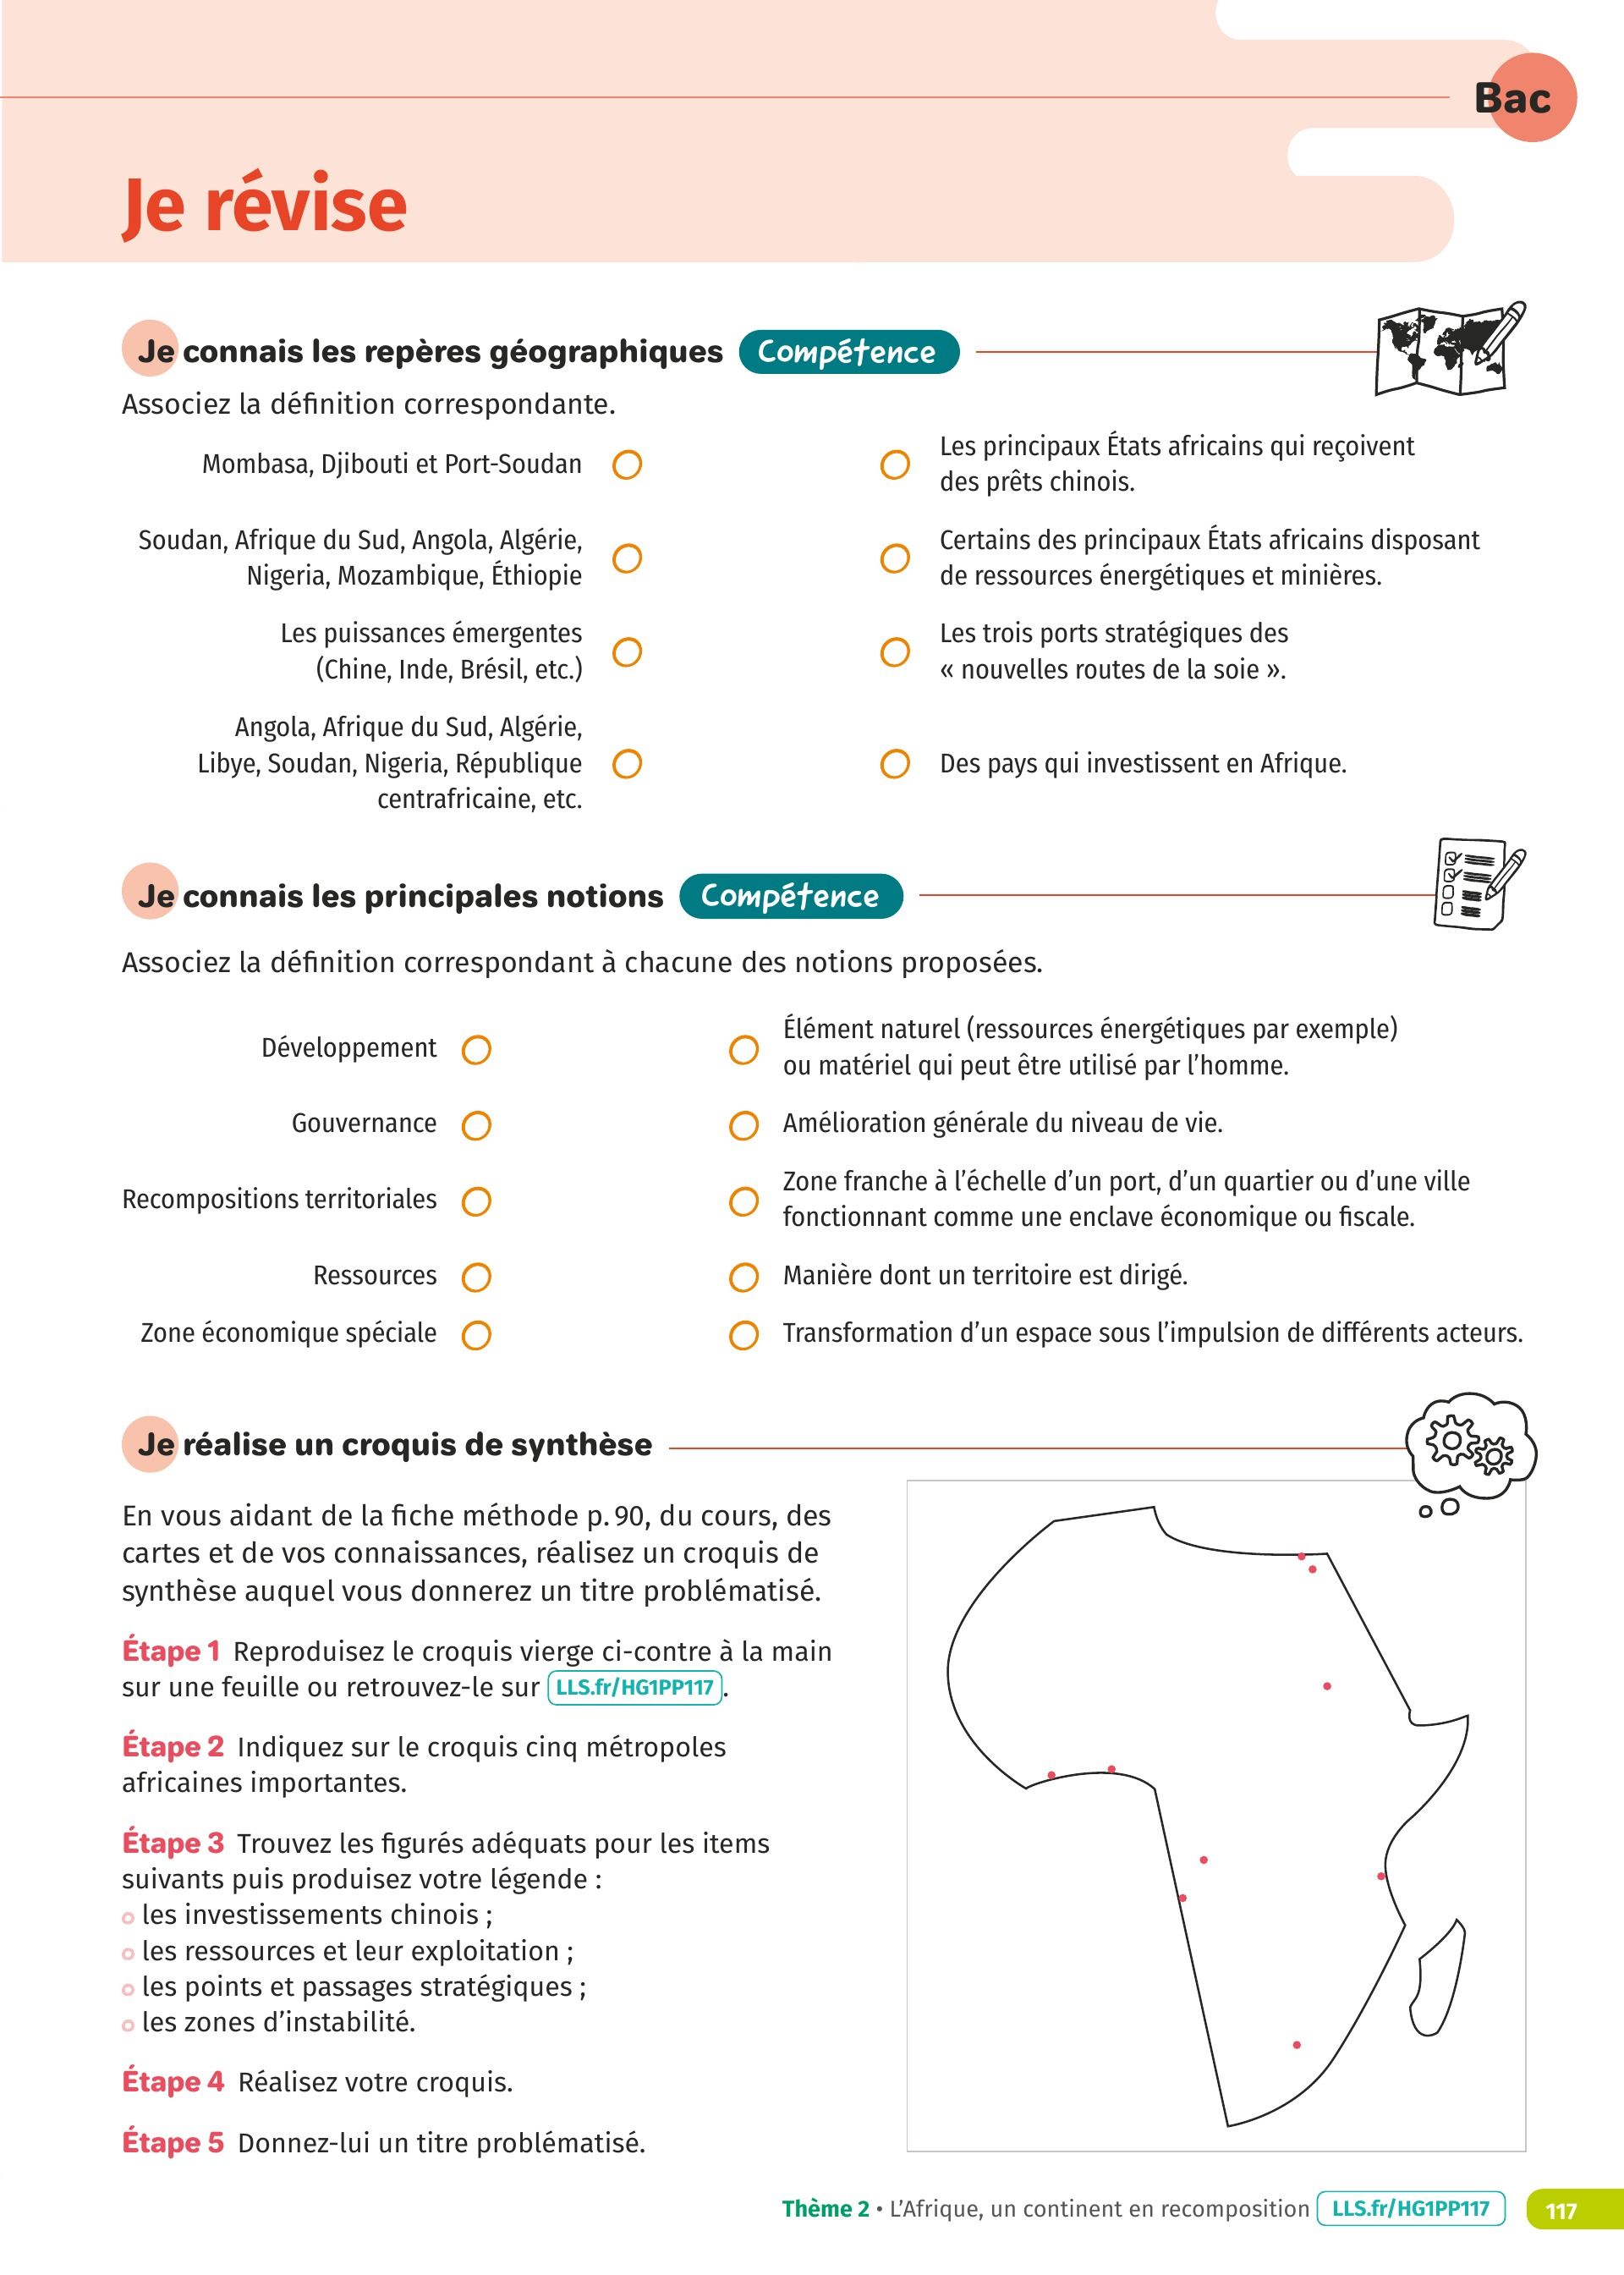 Bac
Je révise
Je connais les repères géographiques Compétence
Associez la définition correspondante.
Mombasa, Djibouti et Port-Soudan
Les principaux États africains qui reçoivent
des prêts chinois.
Soudan, Afrique du Sud, Angola, Algérie,
Nigeria, Mozambique, Éthiopie
Certains des principaux États africains disposant
de ressources énergétiques et minières.
Les puissances émergentes
(Chine, Inde, Brésil, etc.)
Les trois ports stratégiques des
« nouvelles routes de la soie ».
Angola, Afrique du Sud, Algérie,
Libye, Soudan, Nigeria, République
centrafricaine, etc.
Des pays qui investissent en Afrique.
Je connais les principales notions Compétence
Associez la définition correspondant à chacune des notions proposées.
Développement
Élément naturel (ressources énergétiques par exemple)
ou matériel qui peut être utilisé par l’homme.
Gouvernance
Amélioration générale du niveau de vie.
Recompositions territoriales
Zone franche à l’échelle d’un port, d’un quartier ou d’une ville
fonctionnant comme une enclave économique ou fiscale.
Ressources
Manière dont un territoire est dirigé.
Zone économique spéciale
Transformation d’un espace sous l’impulsion de différents acteurs.
Je réalise un croquis de synthèse
En vous aidant de la fiche méthode p. 90, du cours, des
cartes et de vos connaissances, réalisez un croquis de
synthèse auquel vous donnerez un titre problématisé.
Étape 1 Reproduisez le croquis vierge ci-contre à la main
sur une feuille ou retrouvez-le sur LLS.fr/HG1PP117.
Étape 2 Indiquez sur le croquis cinq métropoles
africaines importantes.
Étape 3 Trouvez les figurés adéquats pour les items
suivants puis produisez votre légende :
les investissements chinois ;
les ressources et leur exploitation ;
les points et passages stratégiques ;
les zones d’instabilité.
Étape 4 Réalisez votre croquis.
Étape 5 Donnez-lui un titre problématisé.
Thème 2 • L’Afrique, un continent en recomposition LLS.fr/HG1PP117 117